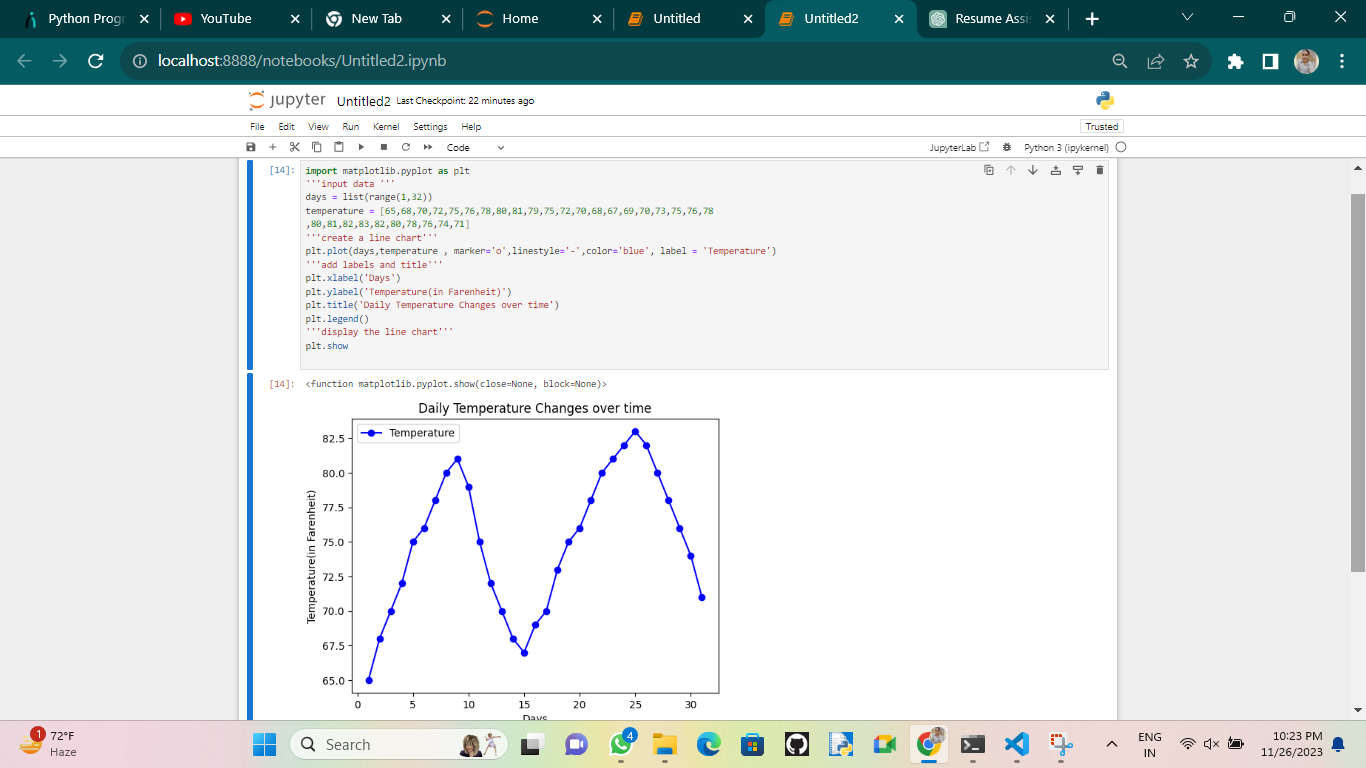 Python Progr
YouTube
New Tab
Home
Untitled
Untitled2
Resume Assis
localhost:8888/notebooks/Untitled2.ipynb
jupyter Untitled2 Last Checkpoint: 22 minutes ago
File Edit View Run Kernel Settings Help
Trusted
Code
JupyterLab
Python 3 (ipykernel)
[14]:
import matplotlib.pyplot as plt
'''input data '''
days = list(range(1,32))
temperature = [65,68,70,72,75,76,78,80,81,79,75,72,70,68,67,69,70,73,75,76,78
,80,81,82,83,82,80,78,76,74,71]
'''create a line chart'''
plt.plot(days,temperature , marker='o',linestyle='-',color='blue', label = 'Temperature')
'''add labels and title'''
plt.xlabel('Days')
plt.ylabel('Temperature(in Farenheit)')
plt.title('Daily Temperature Changes over time')
plt.legend()
'''display the line chart'''
plt.show
[14]: <function matplotlib.pyplot.show(close=None, block=None)>
Daily Temperature Changes over time
Temperature
Temperature(in Farenheit)
82.5
80.0
77.5
75.0
72.5
70.0
67.5
65.0
0 5 10 15 20 25 30
Days
1
72°F
Haze
Search
4
ENG
IN
10:23 PM
11/26/2023